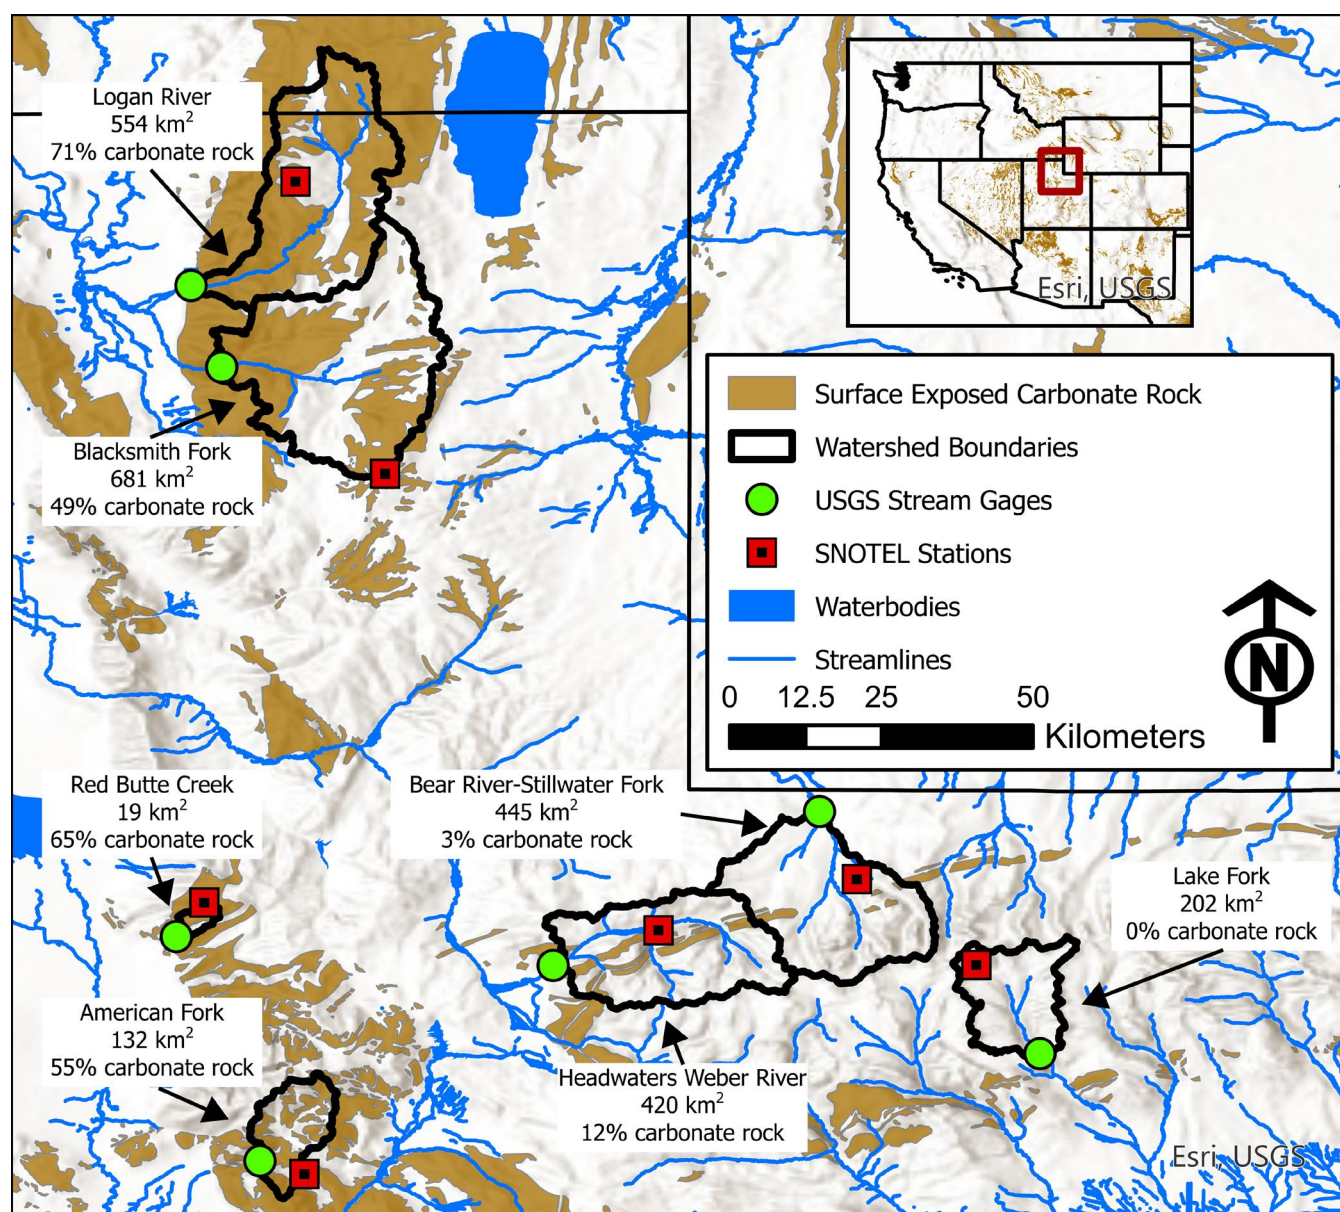 Logan River
554 km²
71% carbonate rock
Esri, USGS
Surface Exposed Carbonate Rock
Watershed Boundaries
USGS Stream Gages
SNOTEL Stations
Waterbodies
Streamlines
0 12.5 25 50
Kilometers
N
Blacksmith Fork
681 km²
49% carbonate rock
Red Butte Creek
19 km²
65% carbonate rock
Bear River-Stillwater Fork
445 km²
3% carbonate rock
Lake Fork
202 km²
0% carbonate rock
American Fork
132 km²
55% carbonate rock
Headwaters Weber River
420 km²
12% carbonate rock
Esri, USGS